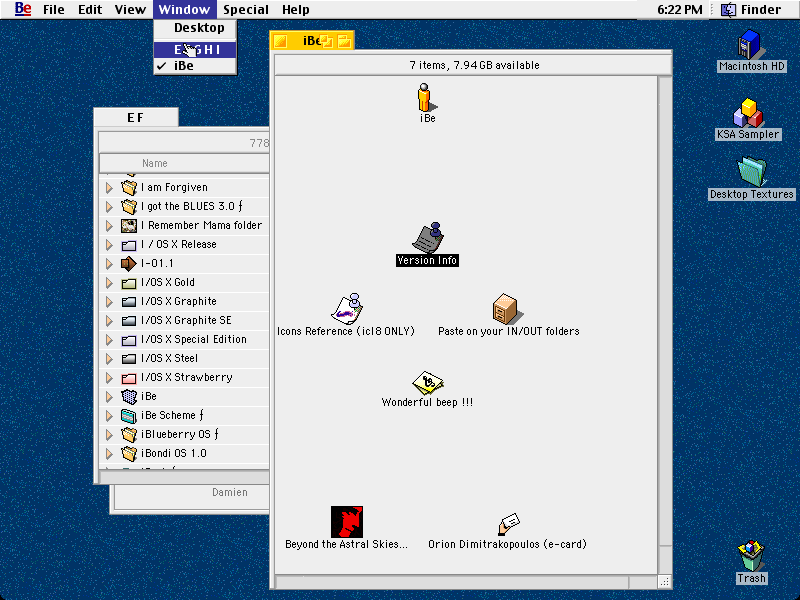 Be File Edit View Window Special Help 6:22 PM Finder
Desktop
iBe
iBe
7 items, 7.94 GB available
Macintosh HD
KSA Sampler
Desktop Textures
Trash
E F
778
Name
I am Forgiven
I got the BLUES 3.0 ƒ
I Remember Mama folder
I / OS X Release
I-01.1
I/OS X Gold
I/OS X Graphite
I/OS X Graphite SE
I/OS X Special Edition
I/OS X Steel
I/OS X Strawberry
iBe
iBe Scheme ƒ
iBlueberry OS ƒ
iBondi OS 1.0
Damien
iBe
Version Info
Icons Reference (icl8 ONLY)
Paste on your IN/OUT folders
Wonderful beep !!!
Beyond the Astral Skies...
Orion Dimitrakopoulos (e-card)